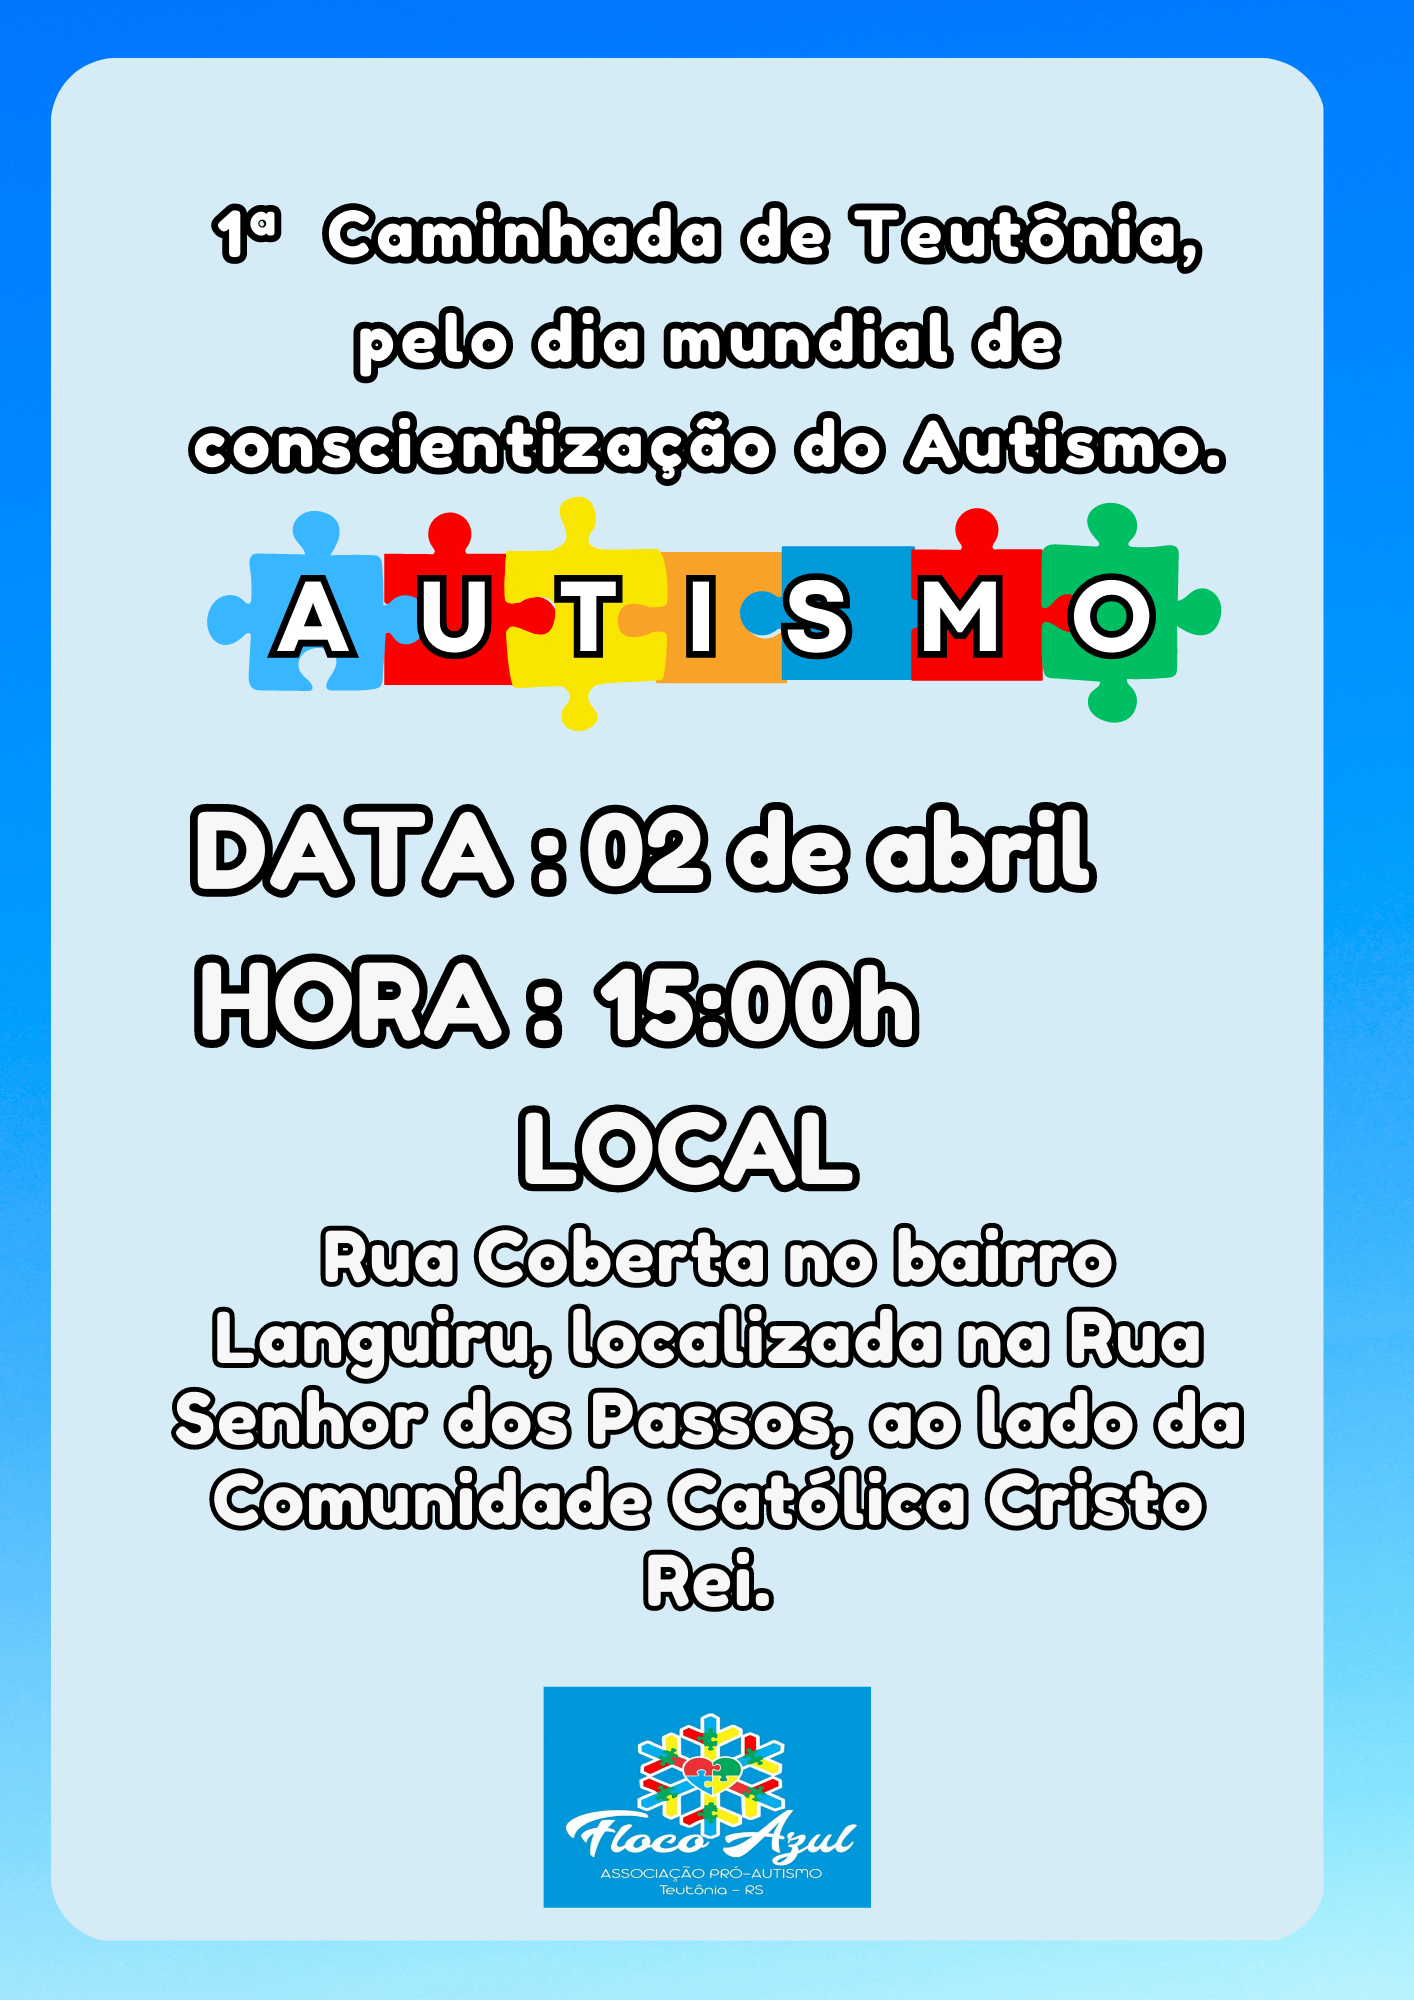 1ª Caminhada de Teutônia,
pelo dia mundial de
conscientização do Autismo.
AUTISMO
DATA : 02 de abril
HORA : 15:00h
LOCAL
Rua Coberta no bairro
Languiru, localizada na Rua
Senhor dos Passos, ao lado da
Comunidade Católica Cristo
Rei.
Floco Azul
ASSOCIAÇÃO PRÓ-AUTISMO
Teutônia - RS